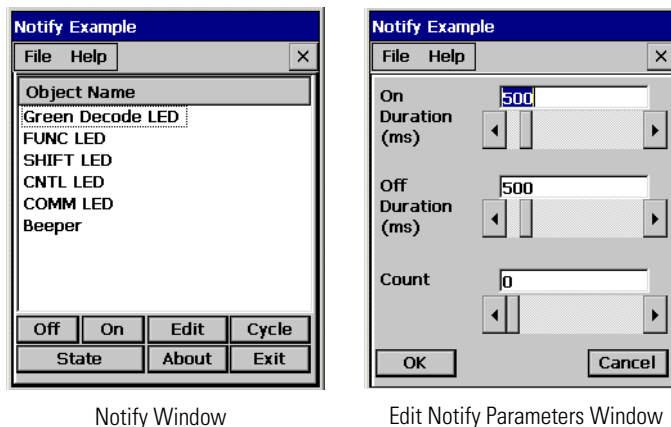 Notify Example
File Help ×
Object Name
Green Decode LED
FUNC LED
SHIFT LED
CNTL LED
COMM LED
Beeper
Off On Edit Cycle
State About Exit
Notify Window
Notify Example
File Help ×
On
Duration
(ms)
500
Off
Duration
(ms)
500
Count
0
OK Cancel
Edit Notify Parameters Window